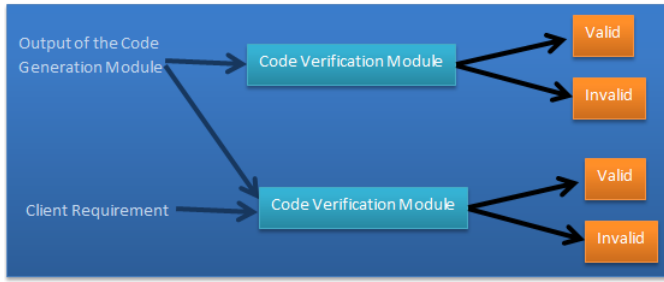 Output of the Code
Generation Module
Code Verification Module
Valid
Invalid
Client Requirement
Code Verification Module
Valid
Invalid